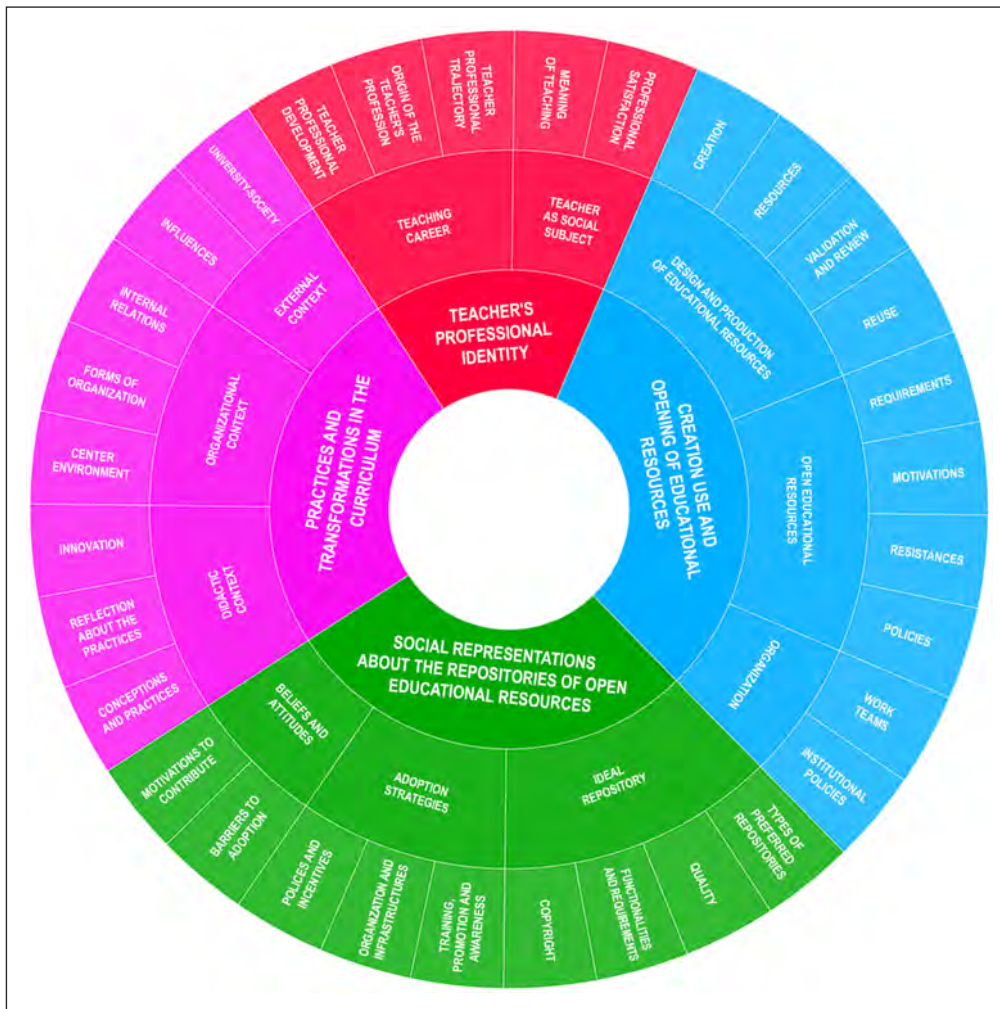 TEACHER'S
PROFESSIONAL
IDENTITY
TEACHING
CAREER
TEACHER
PROFESSIONAL
DEVELOPMENT
ORIGIN OF THE
TEACHER'S
PROFESSION
TEACHER
PROFESSIONAL
TRAJECTORY
TEACHER
AS SOCIAL
SUBJECT
MEANING
OF TEACHING
PROFESSIONAL
SATISFACTION
CREATION USE AND
OPENING OF EDUCATIONAL
RESOURCES
DESIGN AND PRODUCTION
OF EDUCATIONAL RESOURCES
CREATION
RESOURCES
VALIDATION
AND REVIEW
REUSE
OPEN EDUCATIONAL
RESOURCES
REQUIREMENTS
MOTIVATIONS
RESISTANCES
POLICIES
ORGANIZATION
WORK
TEAMS
INSTITUTIONAL
POLICIES
SOCIAL REPRESENTATIONS
ABOUT THE REPOSITORIES OF OPEN
EDUCATIONAL RESOURCES
IDEAL
REPOSITORY
TYPES OF
PREFERRED
REPOSITORIES
QUALITY
FUNCTIONALITIES
AND REQUIREMENTS
COPYRIGHT
ADOPTION
STRATEGIES
TRAINING,
PROMOTION AND
AWARENESS
ORGANIZATION AND
INFRASTRUCTURES
POLICES AND
INCENTIVES
BELIEFS AND
ATTITUDES
BARRIERS TO
ADOPTION
MOTIVATIONS TO
CONTRIBUTE
PRACTICES AND
TRANSFORMATIONS IN THE
CURRICULUM
DIDACTIC
CONTEXT
CONCEPTIONS
AND PRACTICES
REFLECTION
ABOUT THE
PRACTICES
INNOVATION
ORGANIZATIONAL
CONTEXT
CENTER
ENVIRONMENT
FORMS OF
ORGANIZATION
INTERNAL
RELATIONS
EXTERNAL
CONTEXT
INFLUENCES
UNIVERSITY-SOCIETY